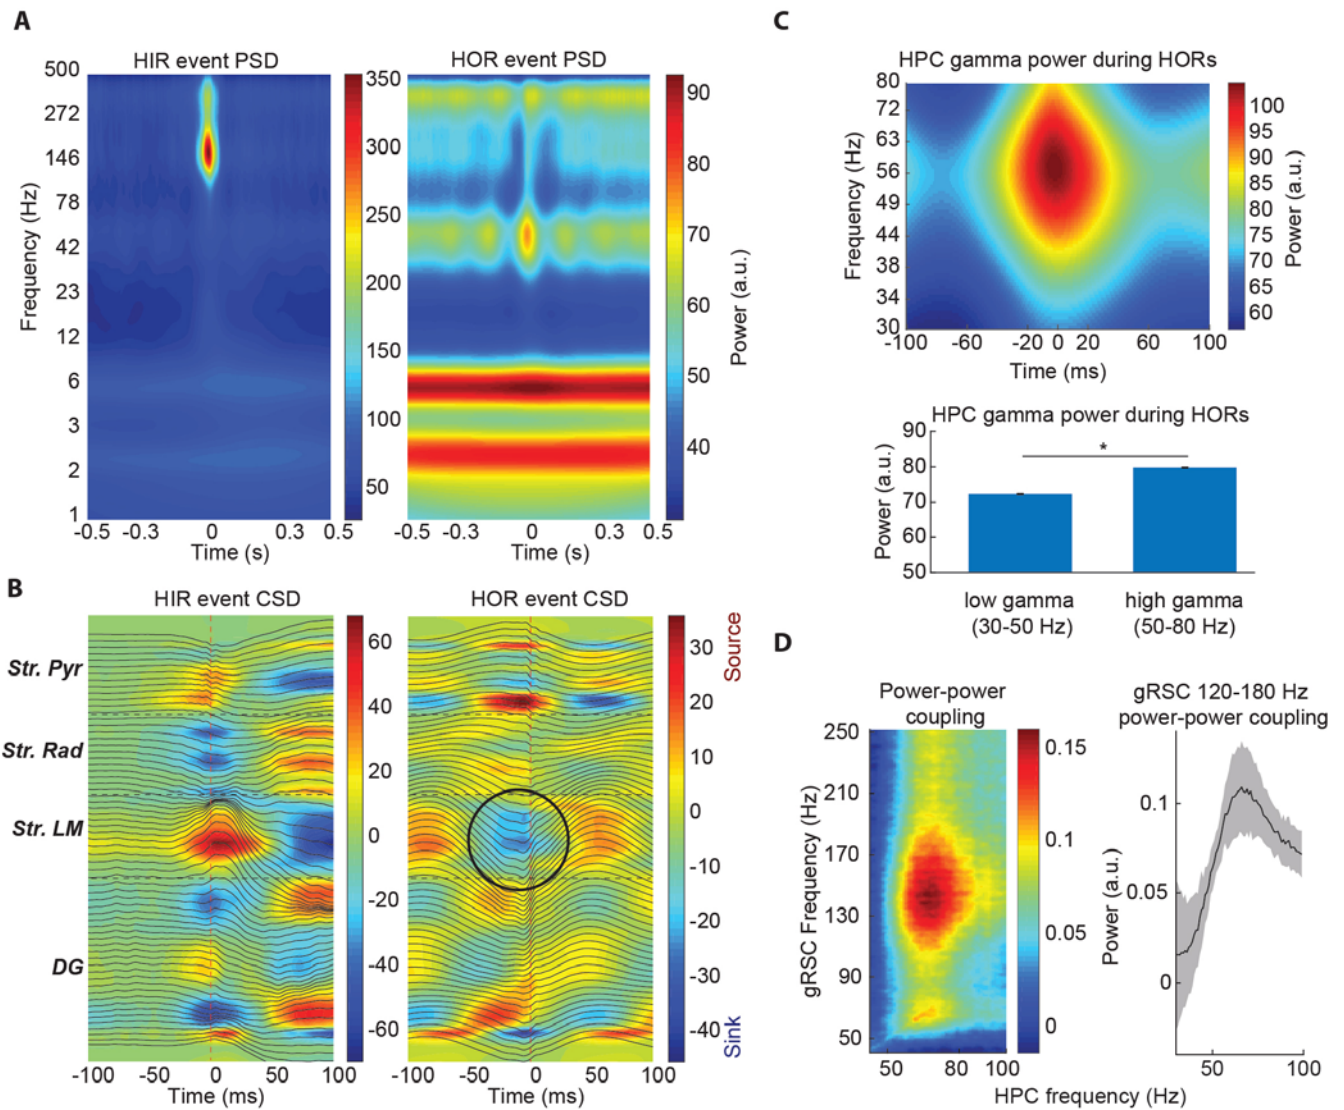 A
HIR event PSD
HOR event PSD
Frequency (Hz)
500
272
146
78
42
23
12
6
3
2
1
-0.5
-0.3
0
0.3
0.5
Time (s)
350
300
250
200
150
100
50
-0.5
-0.3
0
0.3
0.5
Time (s)
90
80
70
60
50
40
Power (a.u.)
B
HIR event CSD
HOR event CSD
Str. Pyr
Str. Rad
Str. LM
DG
-100
-50
0
50
100
Time (ms)
60
40
20
0
-20
-40
-60
-100
-50
0
50
100
Time (ms)
30
20
10
0
-10
-20
-30
-40
Source
Sink
C
HPC gamma power during HORs
Frequency (Hz)
80
72
63
56
49
44
38
34
30
-100
-60
-20
0
20
60
100
Time (ms)
100
95
90
85
80
75
70
65
60
Power (a.u.)
HPC gamma power during HORs
Power (a.u.)
90
80
70
60
50
*
low gamma
(30-50 Hz)
high gamma
(50-80 Hz)
D
Power-power
coupling
gRSC Frequency (Hz)
250
210
170
130
90
50
50
80
100
0.15
0.1
0.05
0
gRSC 120-180 Hz
power-power coupling
Power (a.u.)
0.1
0.05
0
50
100
HPC frequency (Hz)